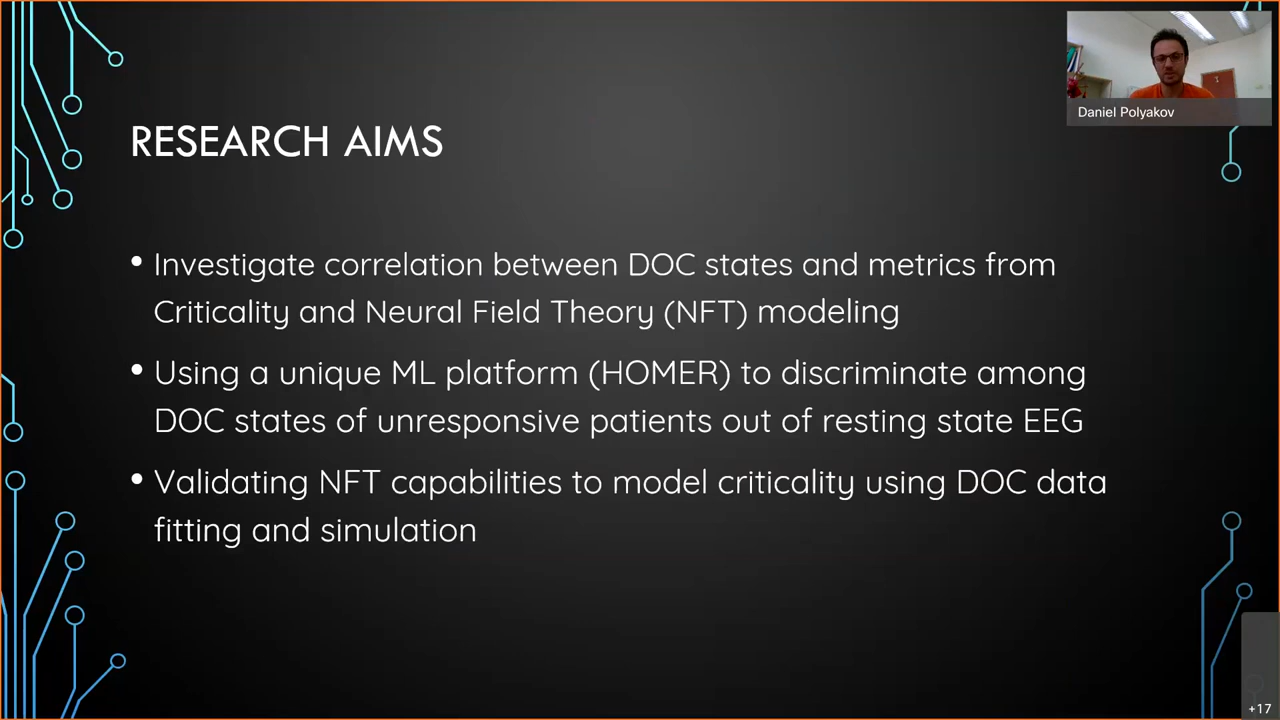 Daniel Polyakov
RESEARCH AIMS
• Investigate correlation between DOC states and metrics from
Criticality and Neural Field Theory (NFT) modeling
• Using a unique ML platform (HOMER) to discriminate among
DOC states of unresponsive patients out of resting state EEG
• Validating NFT capabilities to model criticality using DOC data
fitting and simulation
+17